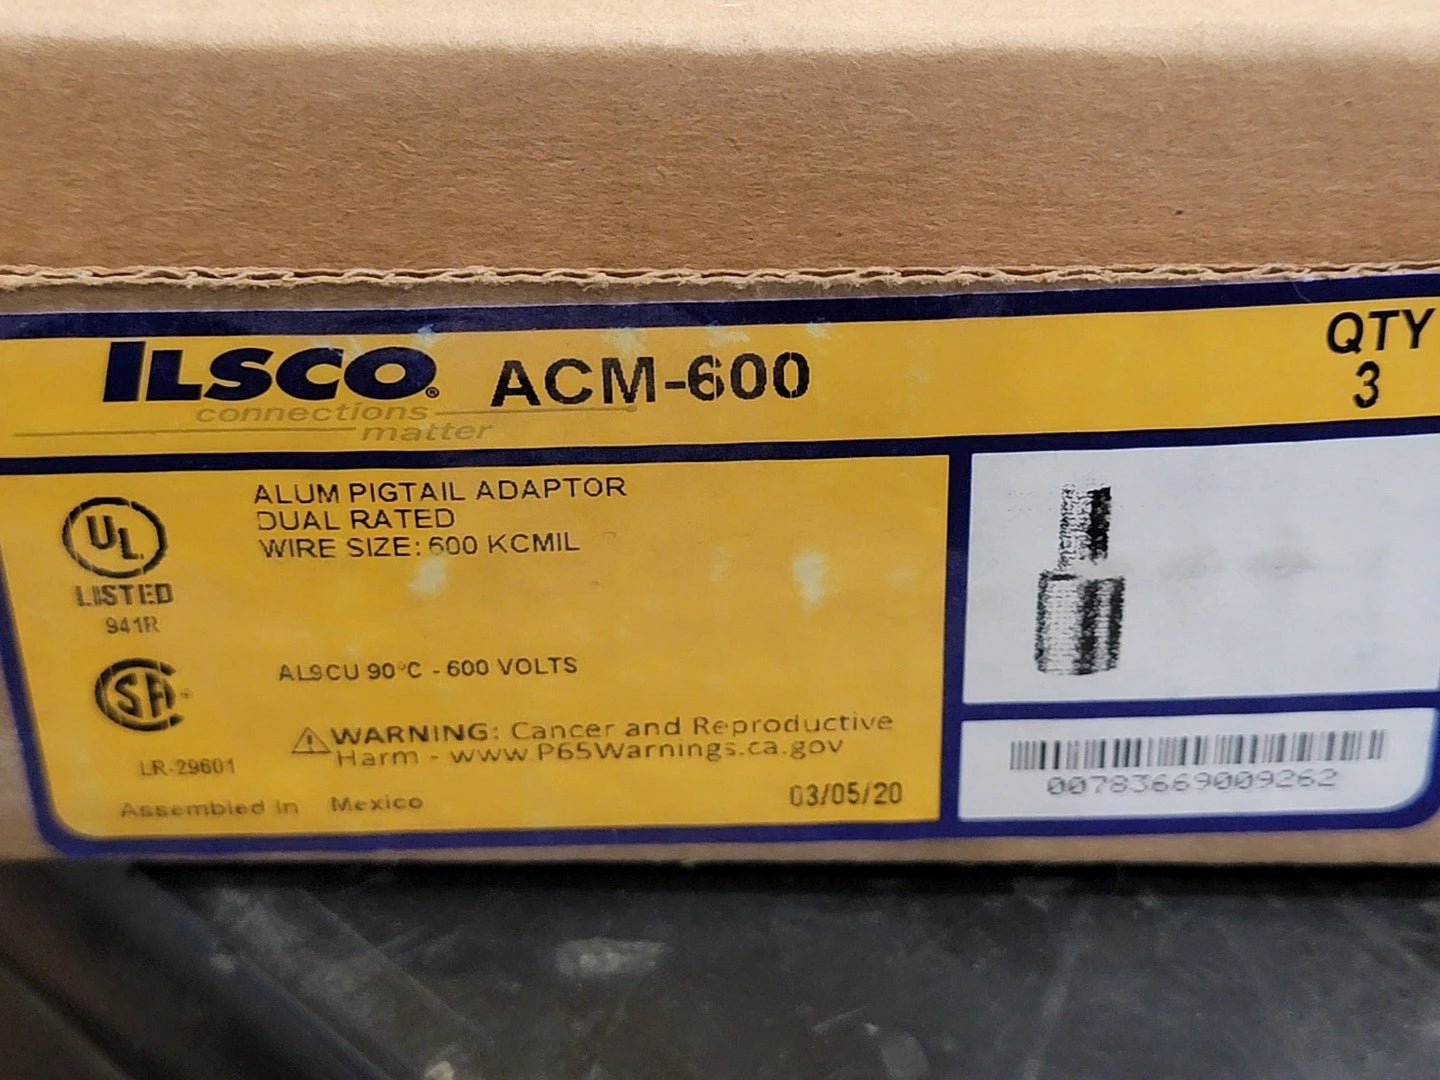 ILSCO® ACM-600
QTY
3
connections
matter
ALUM PIGTAIL ADAPTOR
DUAL RATED
WIRE SIZE: 600 KCMIL
UL
LISTED
941R
AL9CU 90°C - 600 VOLTS
SA
⚠WARNING: Cancer and Reproductive
Harm - www.P65Warnings.ca.gov
LR-29601
Assembled in Mexico
03/05/20
00783669009262